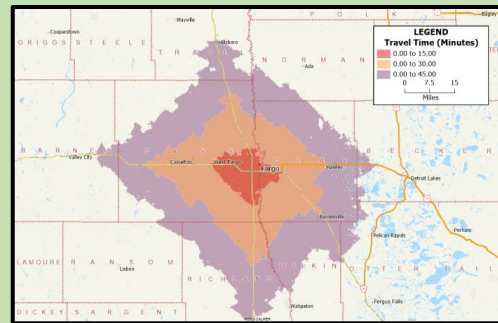 Mayville
P O L K
Eagley
LEGEND
Travel Time (Minutes)
0.00 to 15.00
0.00 to 30.00
0.00 to 45.00
0 7.5 15
Miles
Cooperstown
Hillsboro
G R I G G S
S T E E L E
T R A I L L
N O R M A N
Ada
B A R N E S
C A S S
C L A Y
B E C K E R
Valley City
Casselton
West Fargo
Fargo
Hawley
Detroit Lakes
Barnesville
Pelican Rapids
Perham
L A M O U R E
R A N S O M
Lisbon
R I C H L A N D
W I L K I N
O T T E R T A I L
Wahpeton
Fergus Falls
D I C K E Y
S A R G E N T